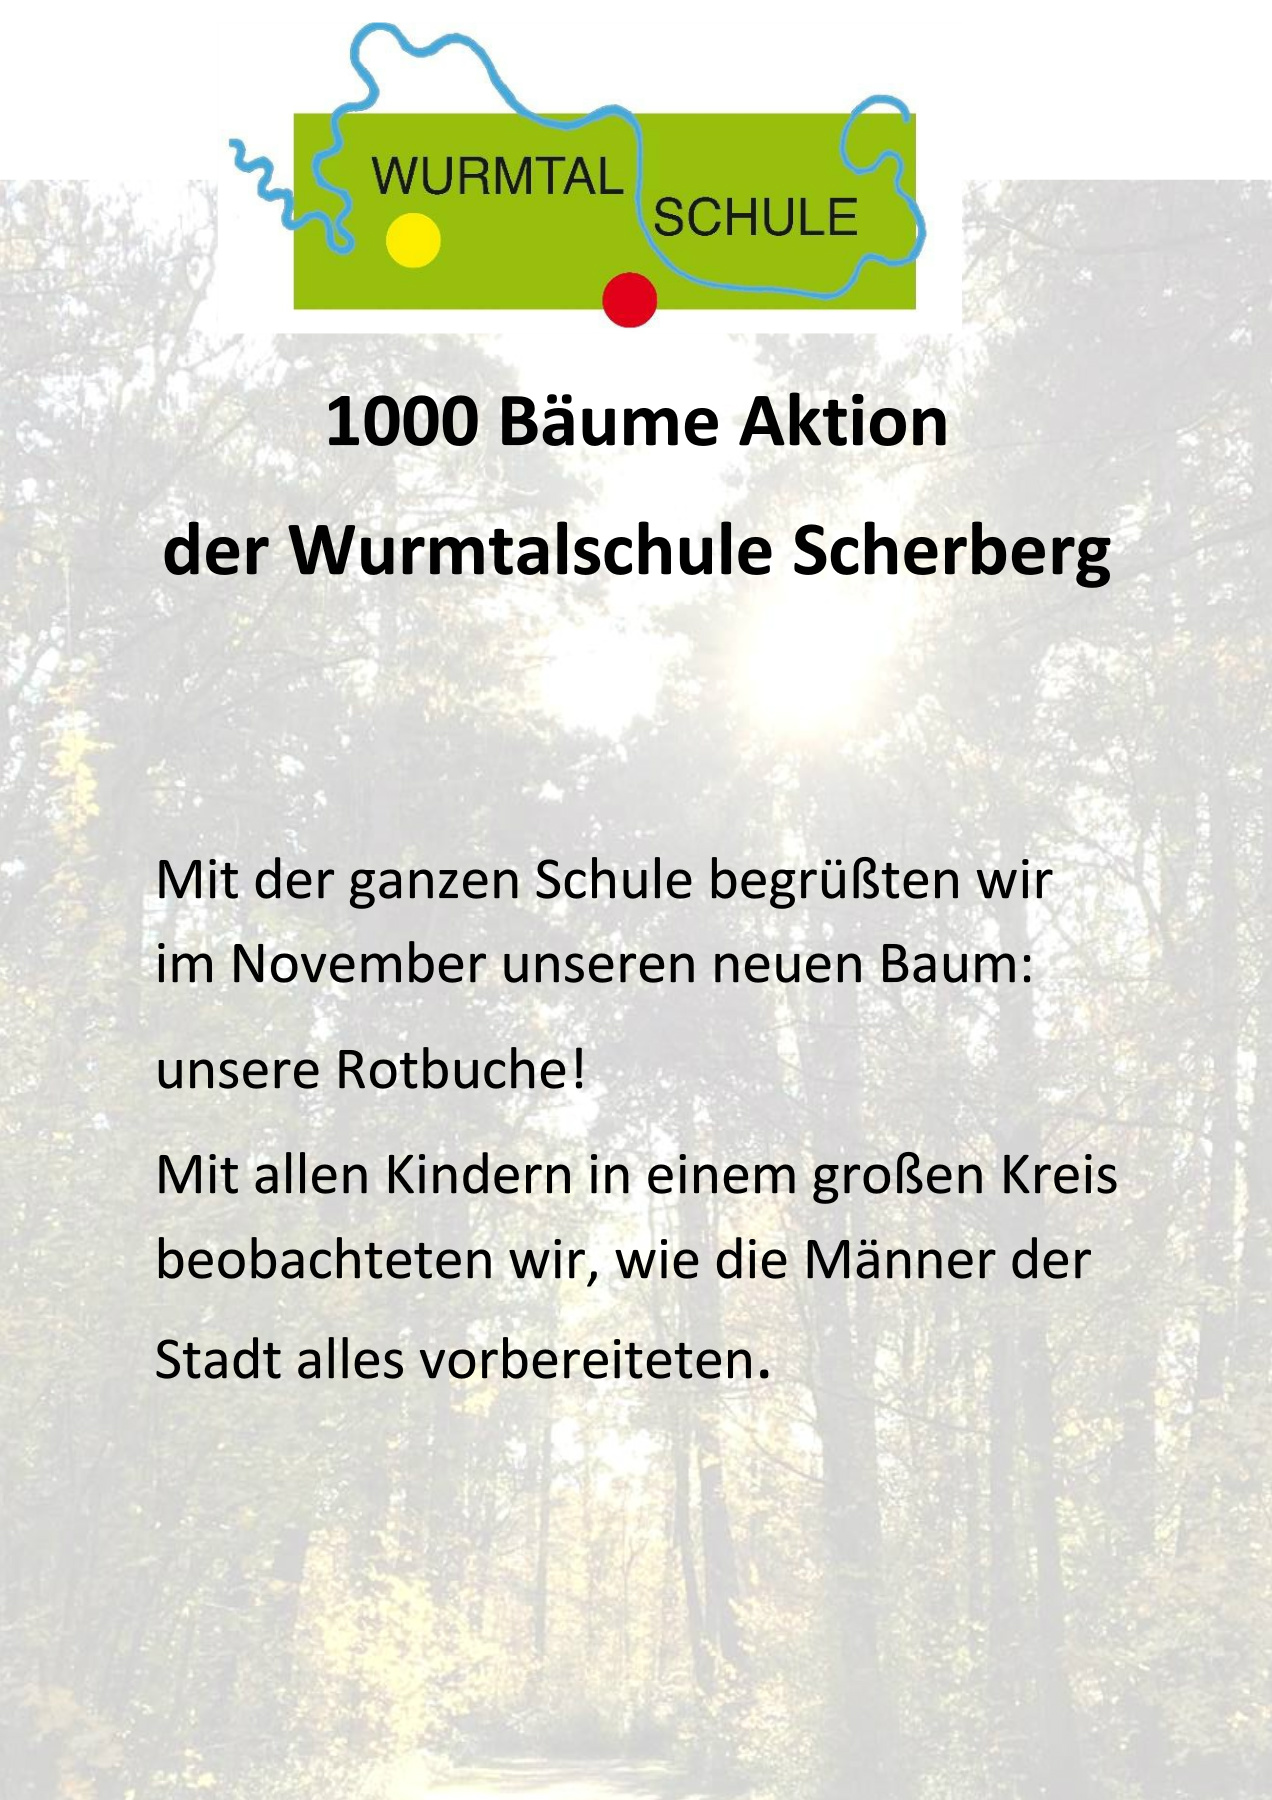 WURMTAL
SCHULE
1000 Bäume Aktion
der Wurmtalschule Scherberg
Mit der ganzen Schule begrüßten wir
im November unseren neuen Baum:
unsere Rotbuche!
Mit allen Kindern in einem großen Kreis
beobachteten wir, wie die Männer der
Stadt alles vorbereiteten.